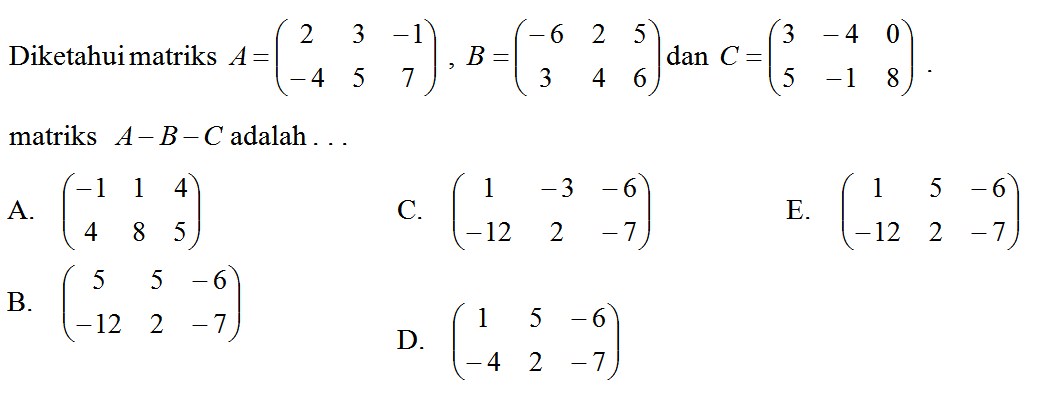 Diketahui matriks A = ( 2 3 −1 ; −4 5 7 ) , B = ( −6 2 5 ; 3 4 6 ) dan C = ( 3 −4 0 ; 5 −1 8 ) .
matriks A − B − C adalah . . .
A. ( −1 1 4 ; 4 8 5 )
B. ( 5 5 −6 ; −12 2 −7 )
C. ( 1 −3 −6 ; −12 2 −7 )
D. ( 1 5 −6 ; −4 2 −7 )
E. ( 1 5 −6 ; −12 2 −7 )